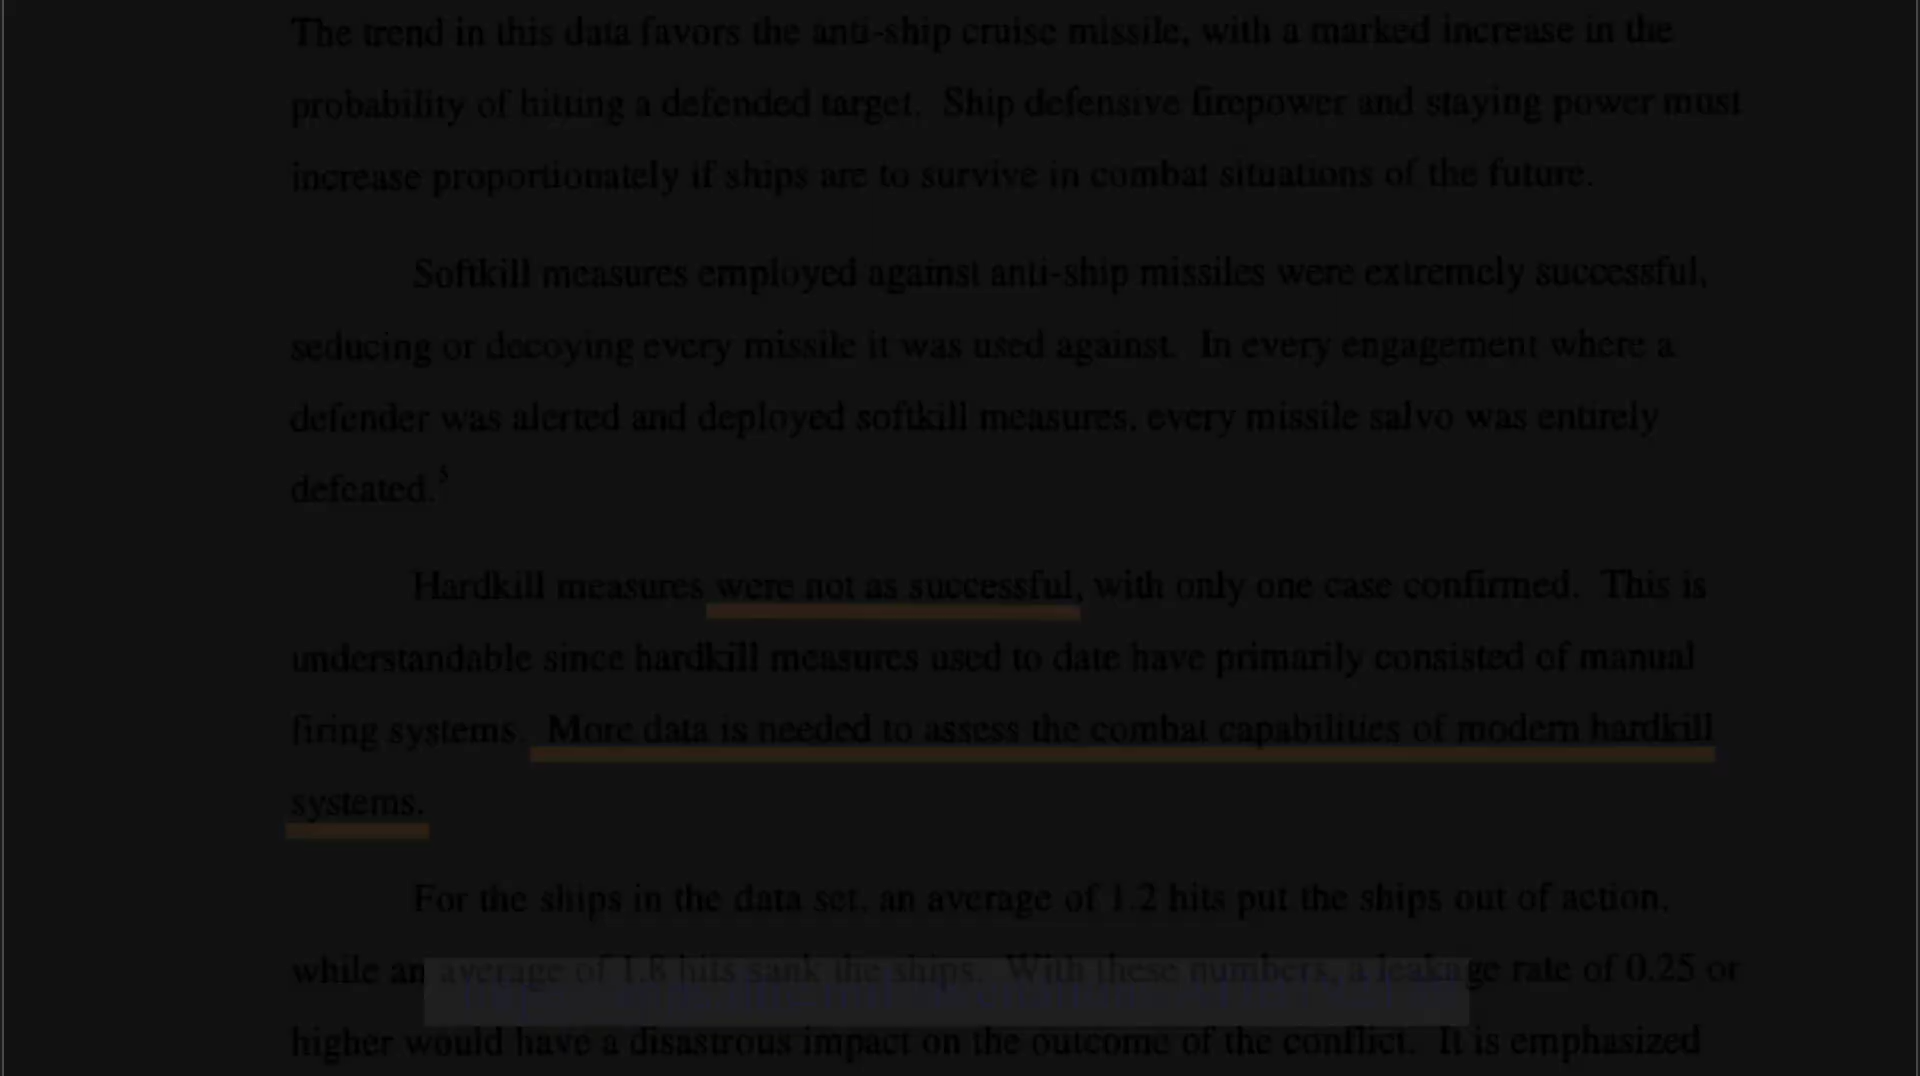 The trend in this data favors the anti-ship cruise missile, with a marked increase in the
probability of hitting a defended target. Ship defensive firepower and staying power must
increase proportionately if ships are to survive in combat situations of the future.
Softkill measures employed against anti-ship missiles were extremely successful,
seducing or decoying every missile it was used against. In every engagement where a
defender was alerted and deployed softkill measures, every missile salvo was entirely
defeated.⁵
Hardkill measures were not as successful, with only one case confirmed. This is
understandable since hardkill measures used to date have primarily consisted of manual
firing systems. More data is needed to assess the combat capabilities of modern hardkill
systems.
For the ships in the data set, an average of 1.2 hits put the ships out of action,
while an average of 1.8 hits sank the ships. With these numbers, a leakage rate of 0.25 or
higher would have a disastrous impact on the outcome of the conflict. It is emphasized